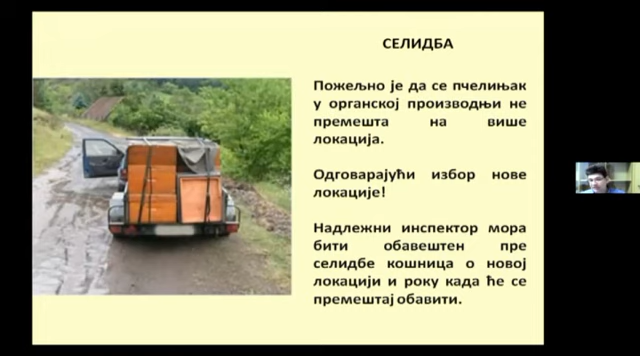 СЕЛИДБА
Пожељно је да се пчелињак
у органској производњи не
премешта на више
локација.
Одговарајући избор нове
локације!
Надлежни инспектор мора
бити обавештен пре
селидбе кошница о новој
локацији и року када ће се
премештај обавити.